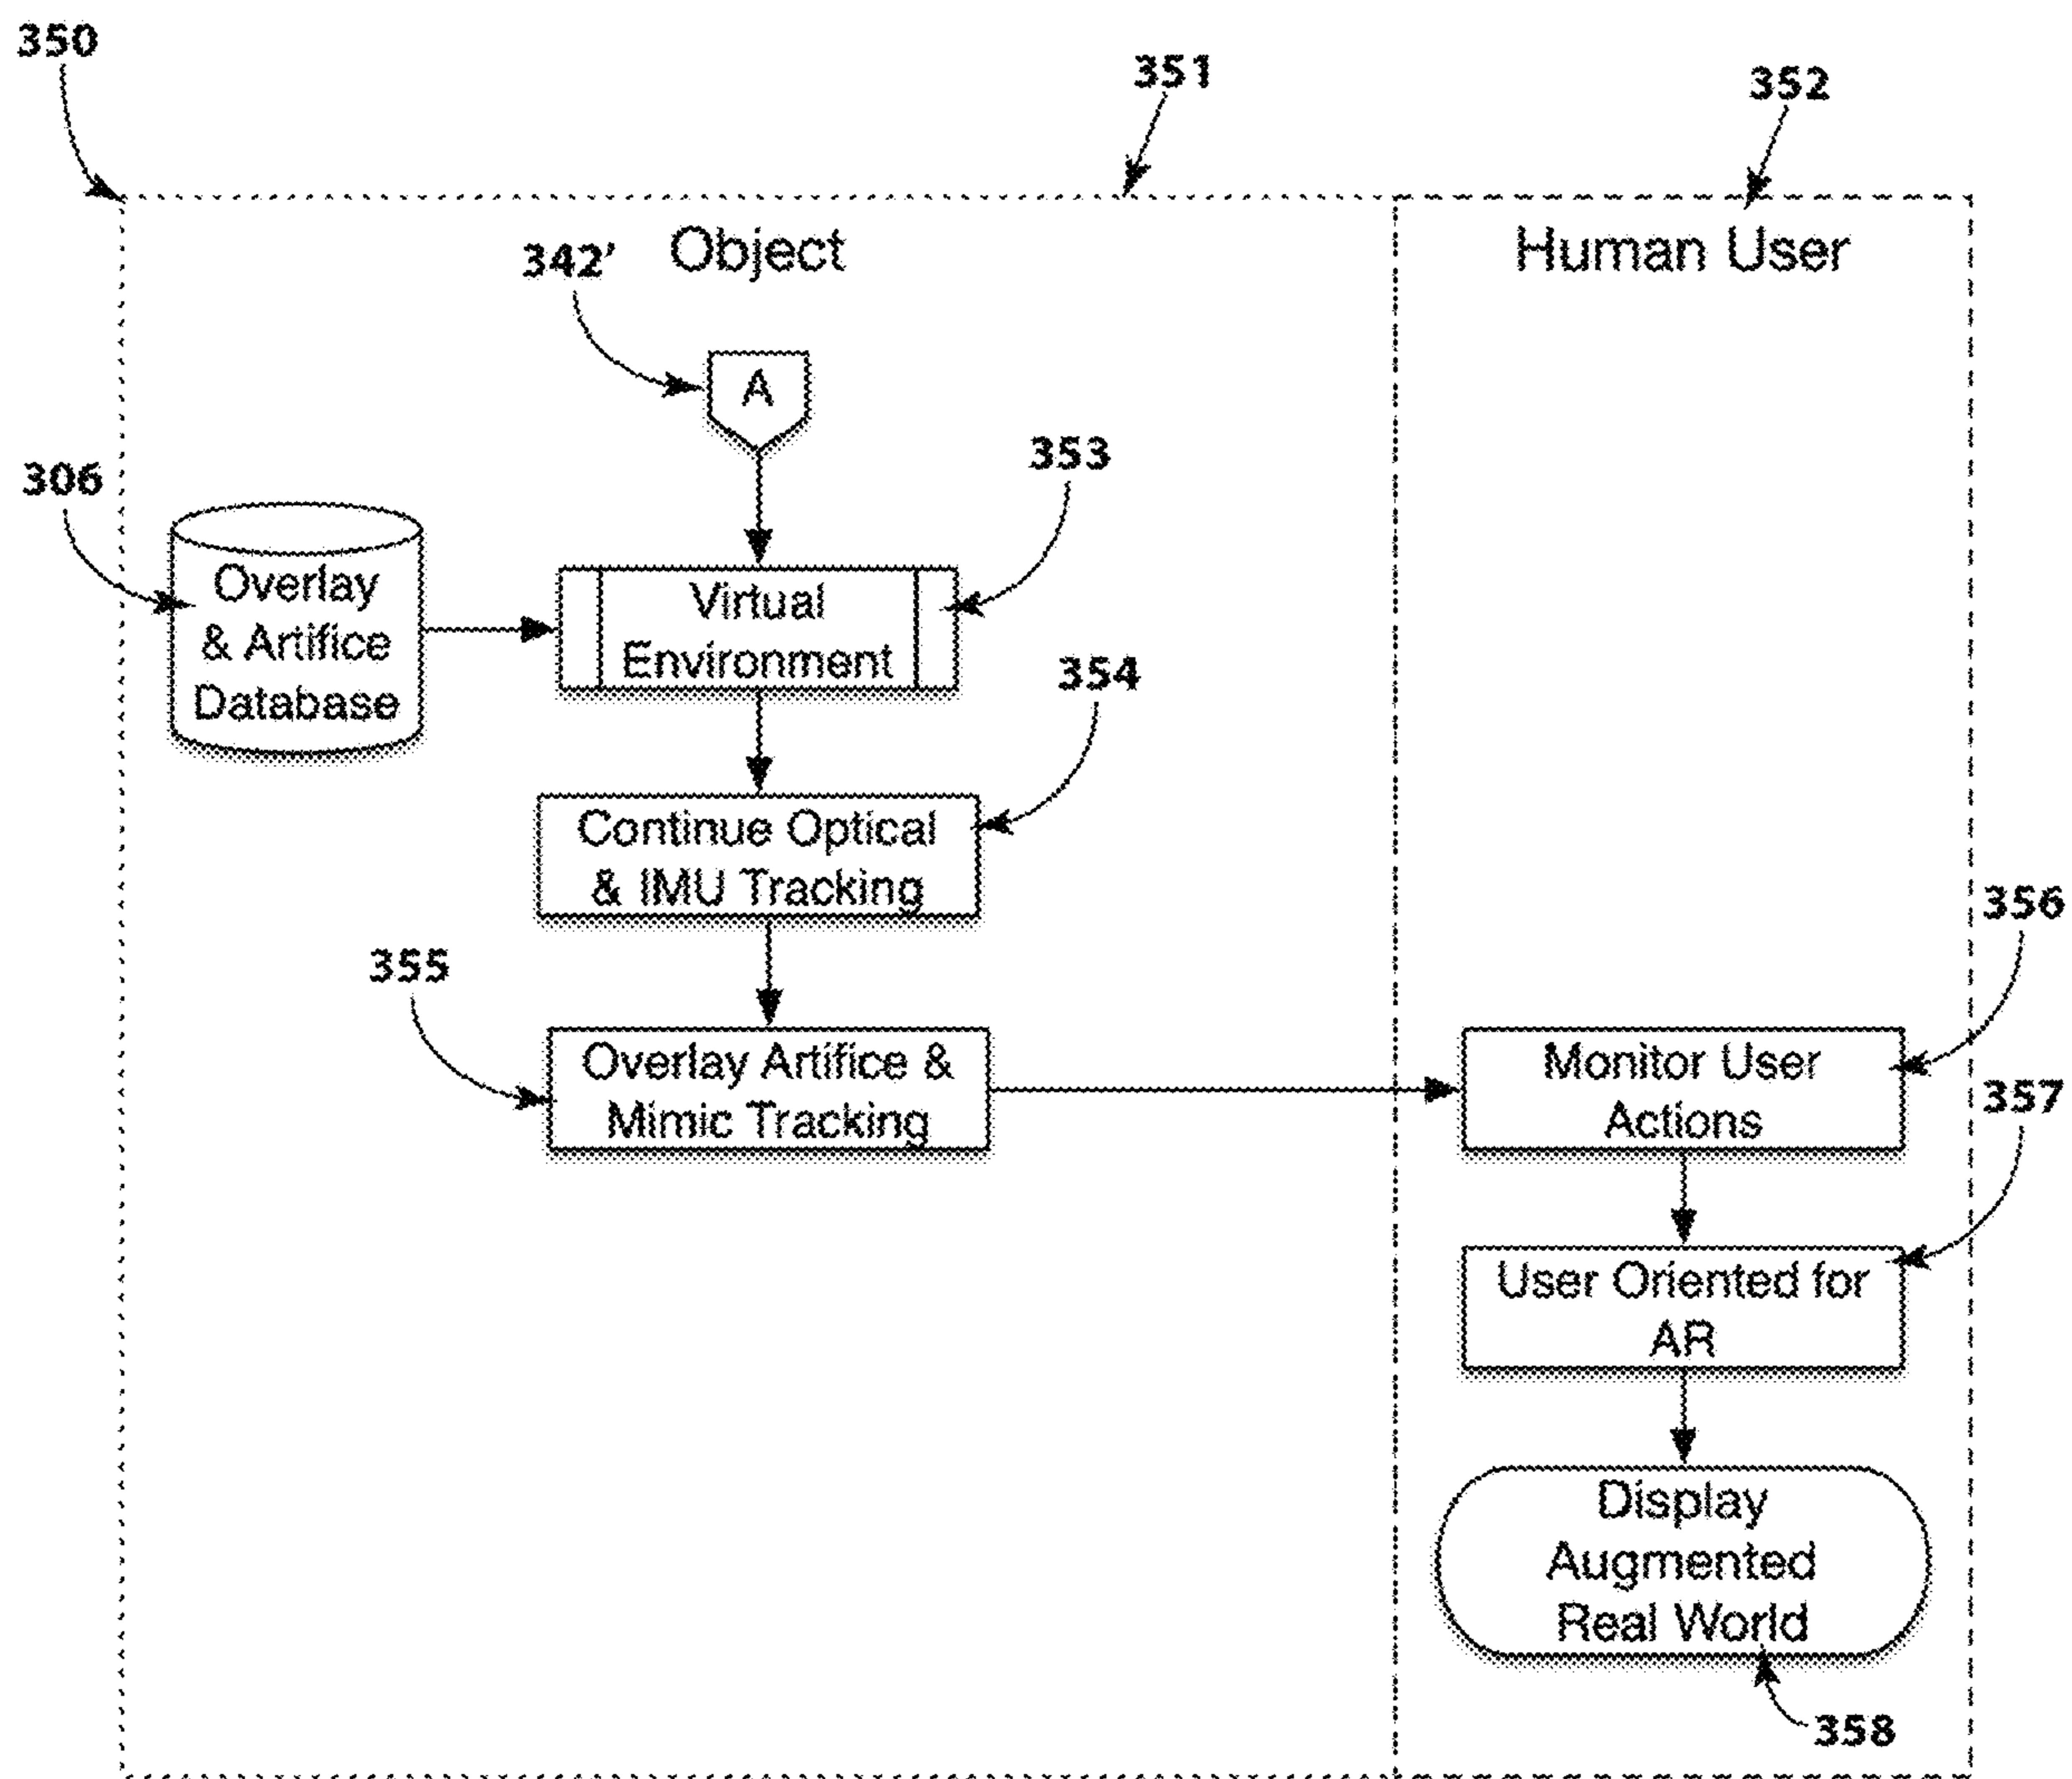 350
351
352
Object
Human User
342’
A
353
306
Overlay
& Artifice
Database
Virtual
Environment
354
Continue Optical
& IMU Tracking
356
355
Overlay Artifice &
Mimic Tracking
Monitor User
Actions
357
User Oriented for
AR
Display
Augmented
Real World
358